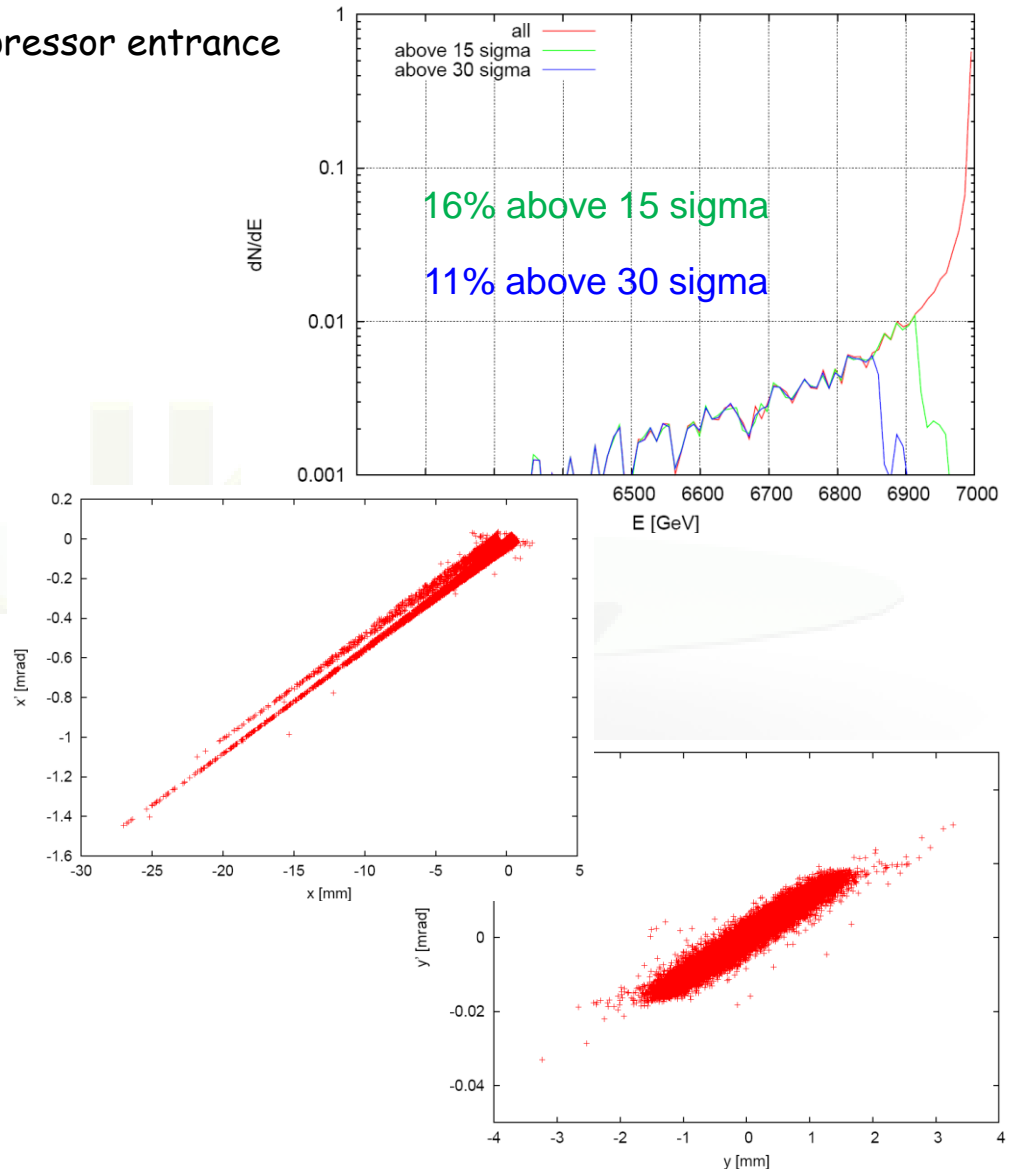 pressor entrance
all
above 15 sigma
above 30 sigma
1
0.1
0.01
0.001
dN/dE
16% above 15 sigma
11% above 30 sigma
6500 6600 6700 6800 6900 7000
E [GeV]
0.2
0
-0.2
-0.4
-0.6
-0.8
-1
-1.2
-1.4
-1.6
x' [mrad]
-30 -25 -20 -15 -10 -5 0 5
x [mm]
y' [mrad]
0
-0.02
-0.04
-4 -3 -2 -1 0 1 2 3 4
y [mm]